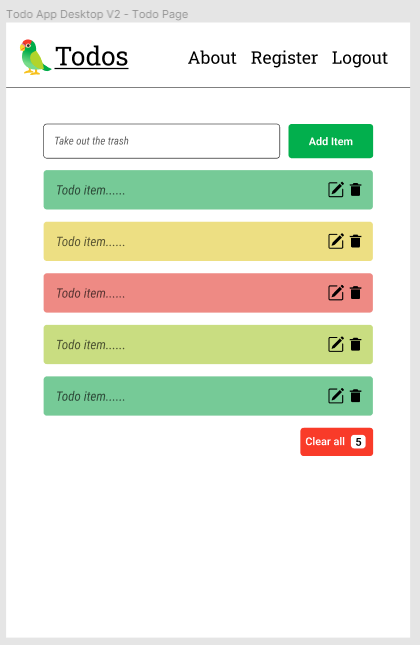 Todo App Desktop V2 - Todo Page
Todos About Register Logout
Take out the trash Add Item
Todo item......
Todo item......
Todo item......
Todo item......
Todo item......
Clear all 5